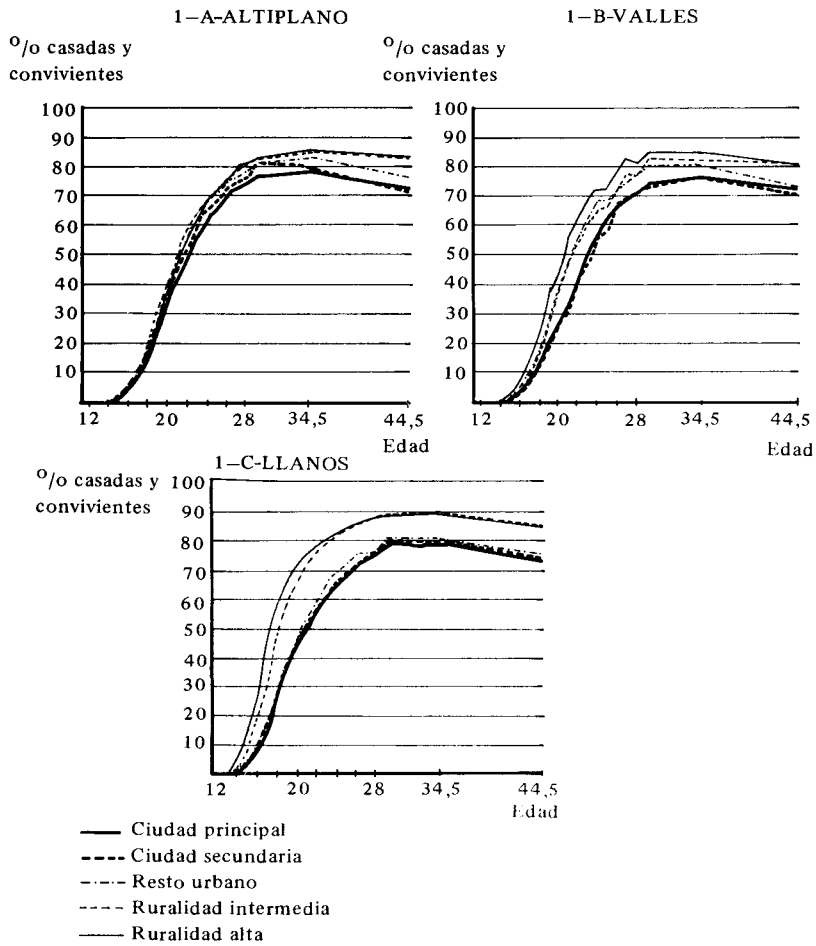 1-A-ALTIPLANO
º/o casadas y
convivientes
100
90
80
70
60
50
40
30
20
10
12 20 28 34,5 44,5
Edad
1-B-VALLES
º/o casadas y
convivientes
100
90
80
70
60
50
40
30
20
10
12 20 28 34,5 44,5
Edad
1-C-LLANOS
º/o casadas y
convivientes
100
90
80
70
60
50
40
30
20
10
12 20 28 34,5 44,5
Edad
Ciudad principal
Ciudad secundaria
Resto urbano
Ruralidad intermedia
Ruralidad alta